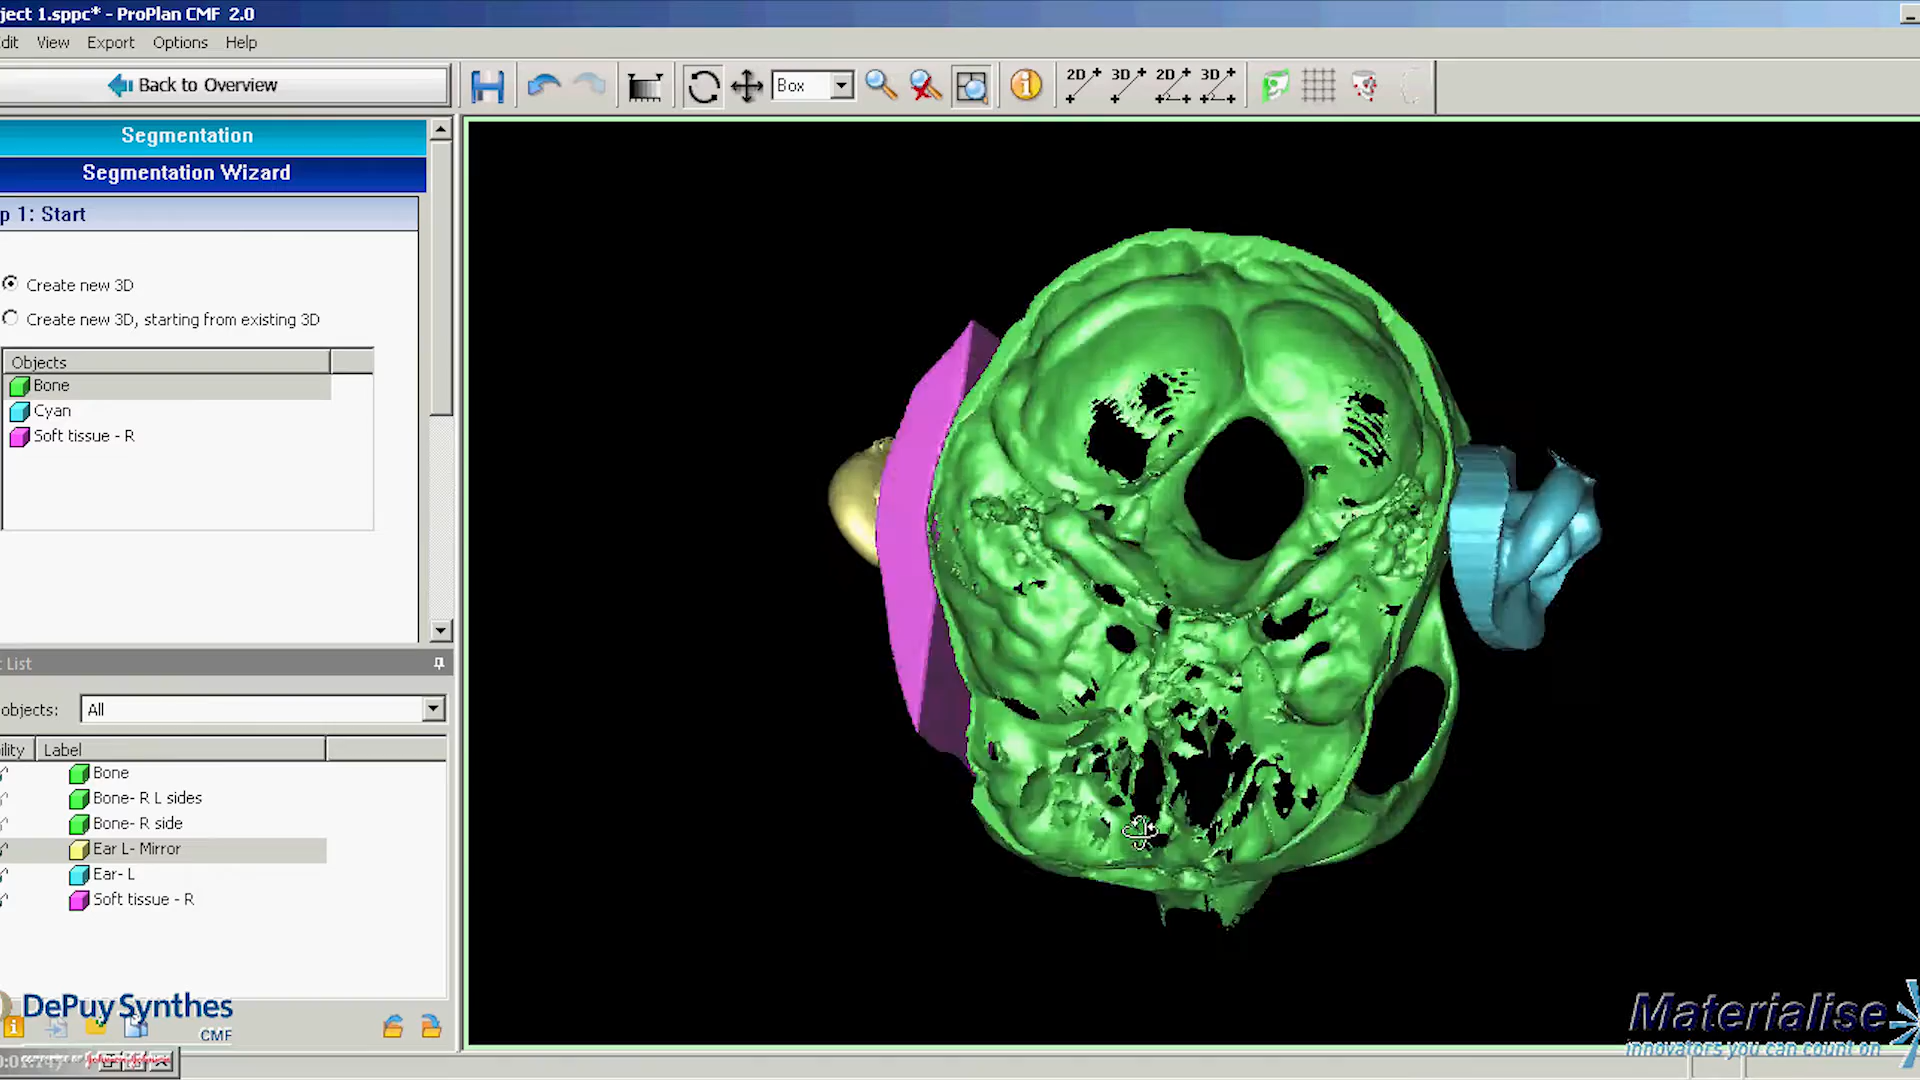 ject 1.sppc* - ProPlan CMF 2.0
dit View Export Options Help
Back to Overview
Box
2D 3D 2D 3D
Segmentation
Segmentation Wizard
p 1: Start
Create new 3D
Create new 3D, starting from existing 3D
Objects
Bone
Cyan
Soft tissue - R
t List
objects: All
ility Label
Bone
Bone- R L sides
Bone- R side
Ear L- Mirror
Ear- L
Soft tissue - R
DePuy Synthes
CMF
Materialise
innovators you can count on